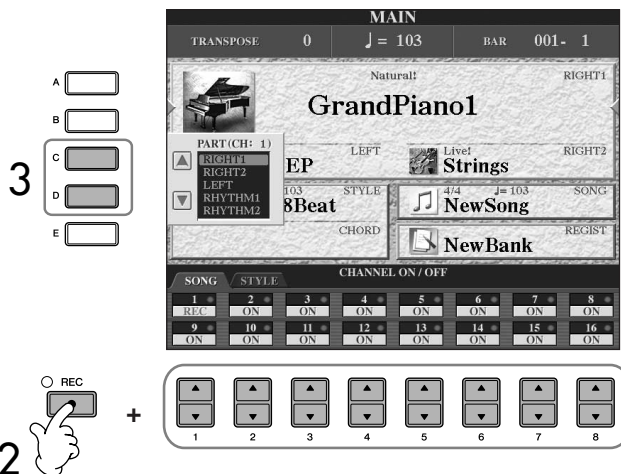 MAIN
TRANSPOSE 0 ♩= 103 BAR 001- 1
Natural! RIGHT1
GrandPiano1
PART(CH: 1)
RIGHT1
RIGHT2
LEFT
RHYTHM1
RHYTHM2
LEFT Live! RIGHT2
EP Strings
103 STYLE 4/4 ♩= 103 SONG
8Beat NewSong
CHORD REGIST
NewBank
SONG STYLE CHANNEL ON / OFF
1 2 3 4 5 6 7 8
REC ON ON ON ON ON ON ON
9 10 11 12 13 14 15 16
ON ON ON ON ON ON ON ON
A
B
3 C
D
E
REC
2 +
1 2 3 4 5 6 7 8